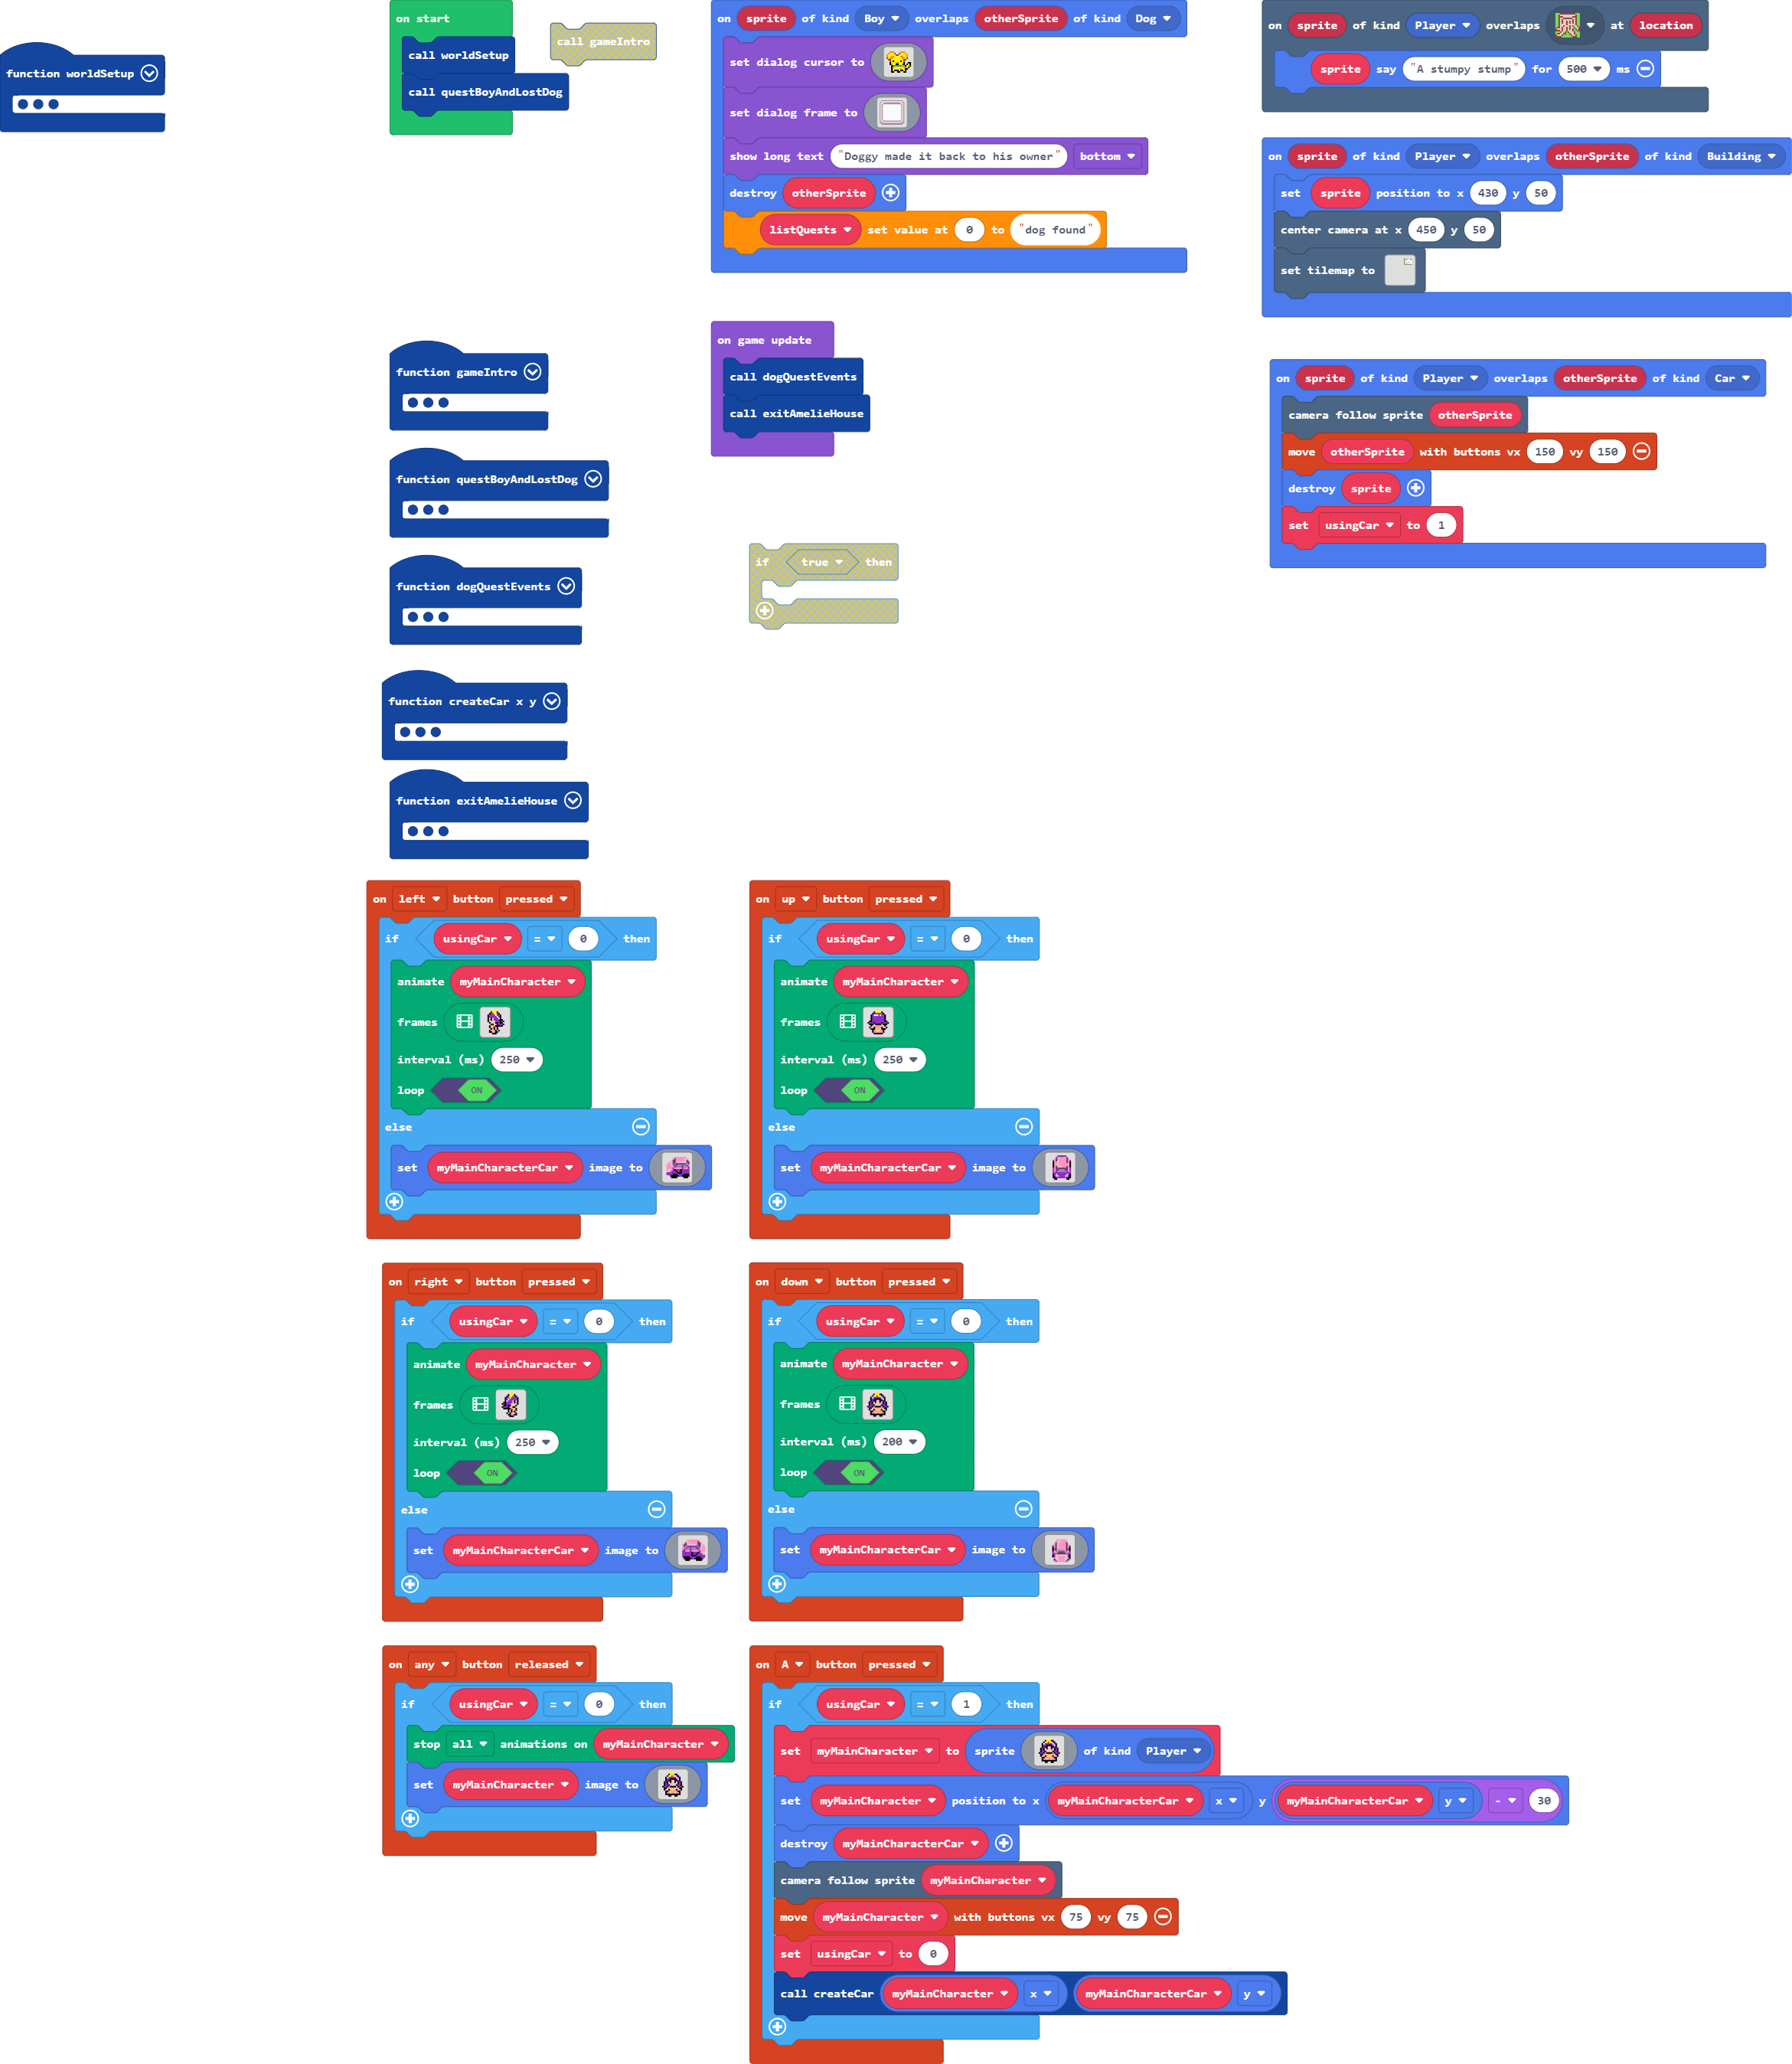 function worldSetup
on start
call worldSetup
call questBoyAndLostDog
call gameIntro
function gameIntro
function questBoyAndLostDog
function dogQuestEvents
function createCar x y
function exitAmelieHouse
on sprite of kind Boy overlaps otherSprite of kind Dog
set dialog cursor to
set dialog frame to
show long text "Doggy made it back to his owner" bottom
destroy otherSprite
listQuests set value at 0 to "dog found"
on game update
call dogQuestEvents
call exitAmelieHouse
if true then
on sprite of kind Player overlaps at location
sprite say "A stumpy stump" for 500 ms
on sprite of kind Player overlaps otherSprite of kind Building
set sprite position to x 430 y 50
center camera at x 450 y 50
set tilemap to
on sprite of kind Player overlaps otherSprite of kind Car
camera follow sprite otherSprite
move otherSprite with buttons vx 150 vy 150
destroy sprite
set usingCar to 1
on left button pressed
if usingCar = 0 then
animate myMainCharacter
frames
interval (ms) 250
loop ON
else
set myMainCharacterCar image to
on up button pressed
if usingCar = 0 then
animate myMainCharacter
frames
interval (ms) 250
loop ON
else
set myMainCharacterCar image to
on right button pressed
if usingCar = 0 then
animate myMainCharacter
frames
interval (ms) 250
loop ON
else
set myMainCharacterCar image to
on down button pressed
if usingCar = 0 then
animate myMainCharacter
frames
interval (ms) 200
loop ON
else
set myMainCharacterCar image to
on any button released
if usingCar = 0 then
stop all animations on myMainCharacter
set myMainCharacter image to
on A button pressed
if usingCar = 1 then
set myMainCharacter to sprite of kind Player
set myMainCharacter position to x myMainCharacterCar x y myMainCharacterCar y - 30
destroy myMainCharacterCar
camera follow sprite myMainCharacter
move myMainCharacter with buttons vx 75 vy 75
set usingCar to 0
call createCar myMainCharacter x myMainCharacterCar y